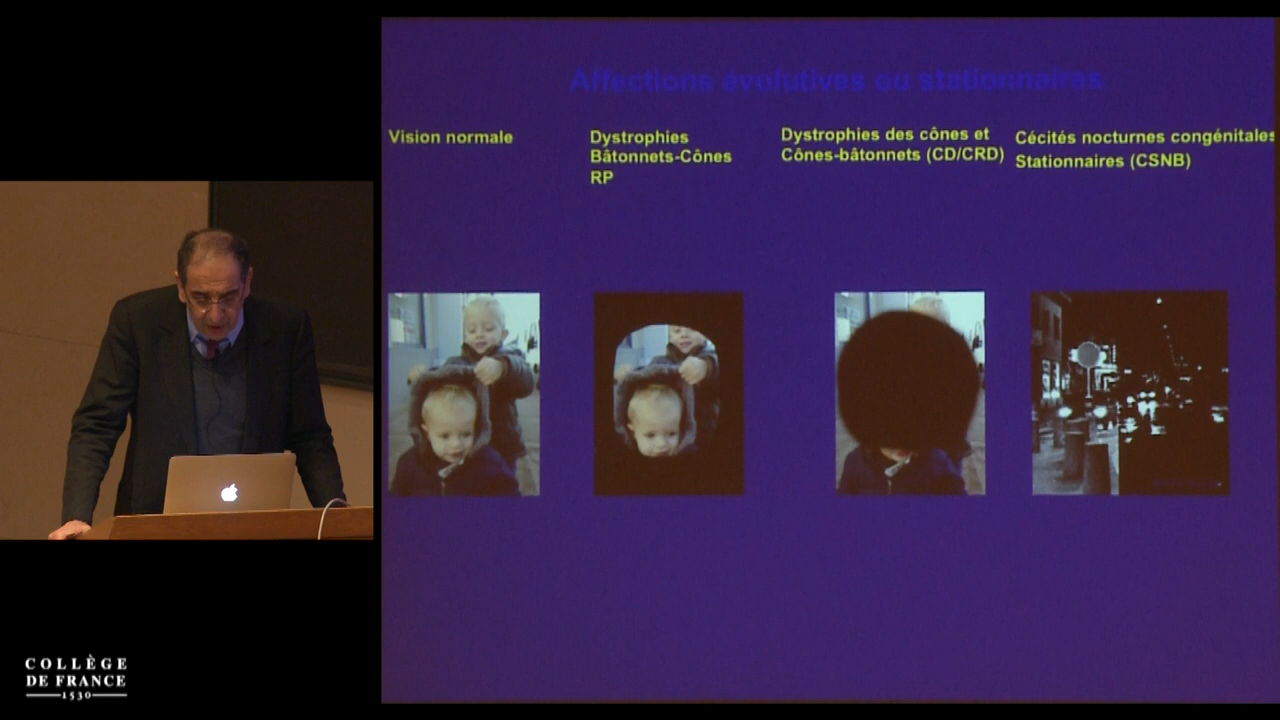 Affections évolutives ou stationnaires
Vision normale
Dystrophies
Bâtonnets-Cônes
RP
Dystrophies des cônes et
Cônes-bâtonnets (CD/CRD)
Cécités nocturnes congénitales
Stationnaires (CSNB)
COLLÈGE
DE FRANCE
1530